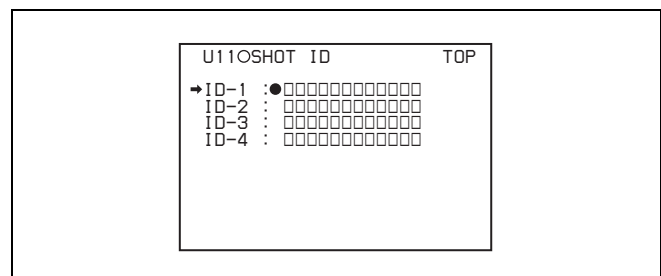 U11○SHOT ID TOP
➡ID-1 :●□□□□□□□□□□□□
ID-2 : □□□□□□□□□□□□
ID-3 : □□□□□□□□□□□□
ID-4 : □□□□□□□□□□□□